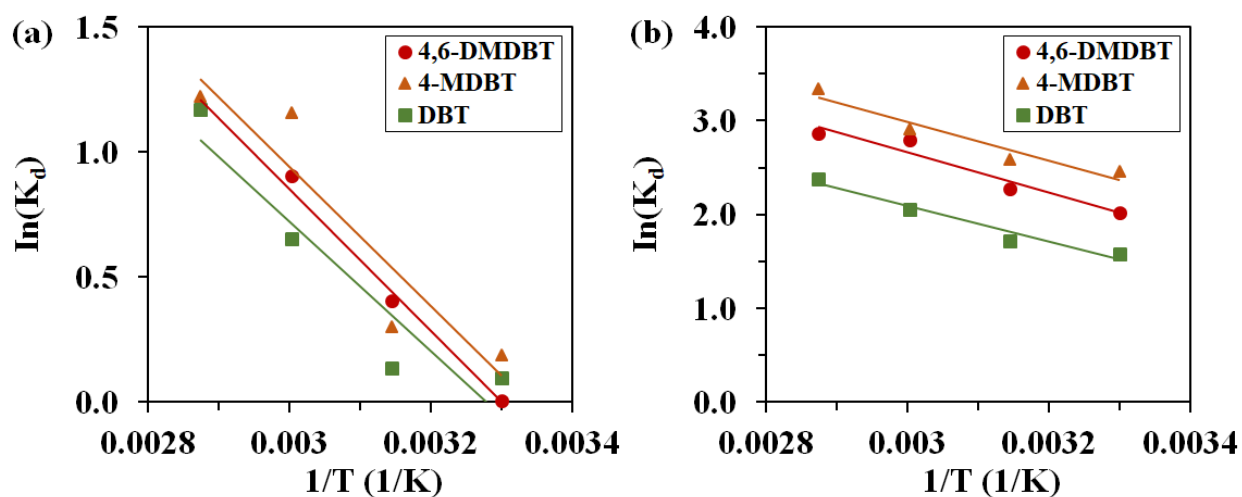 (a)
ln(K_d)
1.5
1.0
0.5
0.0
4,6-DMDBT
4-MDBT
DBT
0.0028 0.003 0.0032 0.0034
1/T (1/K)
(b)
ln(K_d)
4.0
3.0
2.0
1.0
0.0
4,6-DMDBT
4-MDBT
DBT
0.0028 0.003 0.0032 0.0034
1/T (1/K)